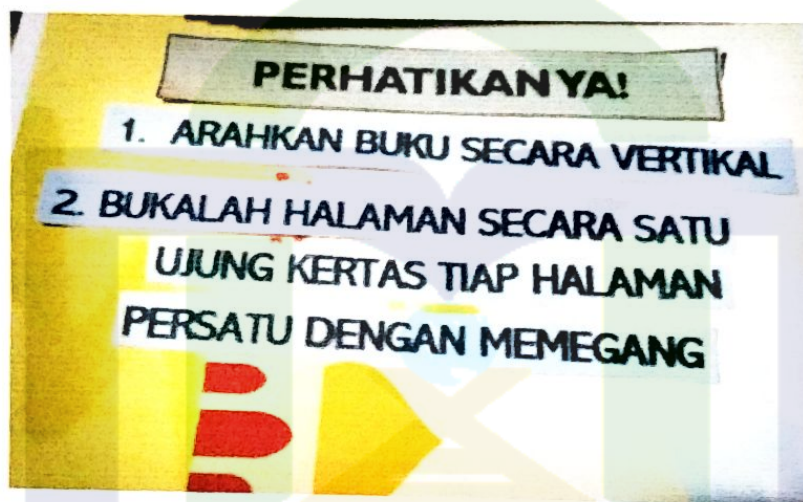 PERHATIKAN YA!
1. ARAHKAN BUKU SECARA VERTIKAL
2. BUKALAH HALAMAN SECARA SATU
UJUNG KERTAS TIAP HALAMAN
PERSATU DENGAN MEMEGANG